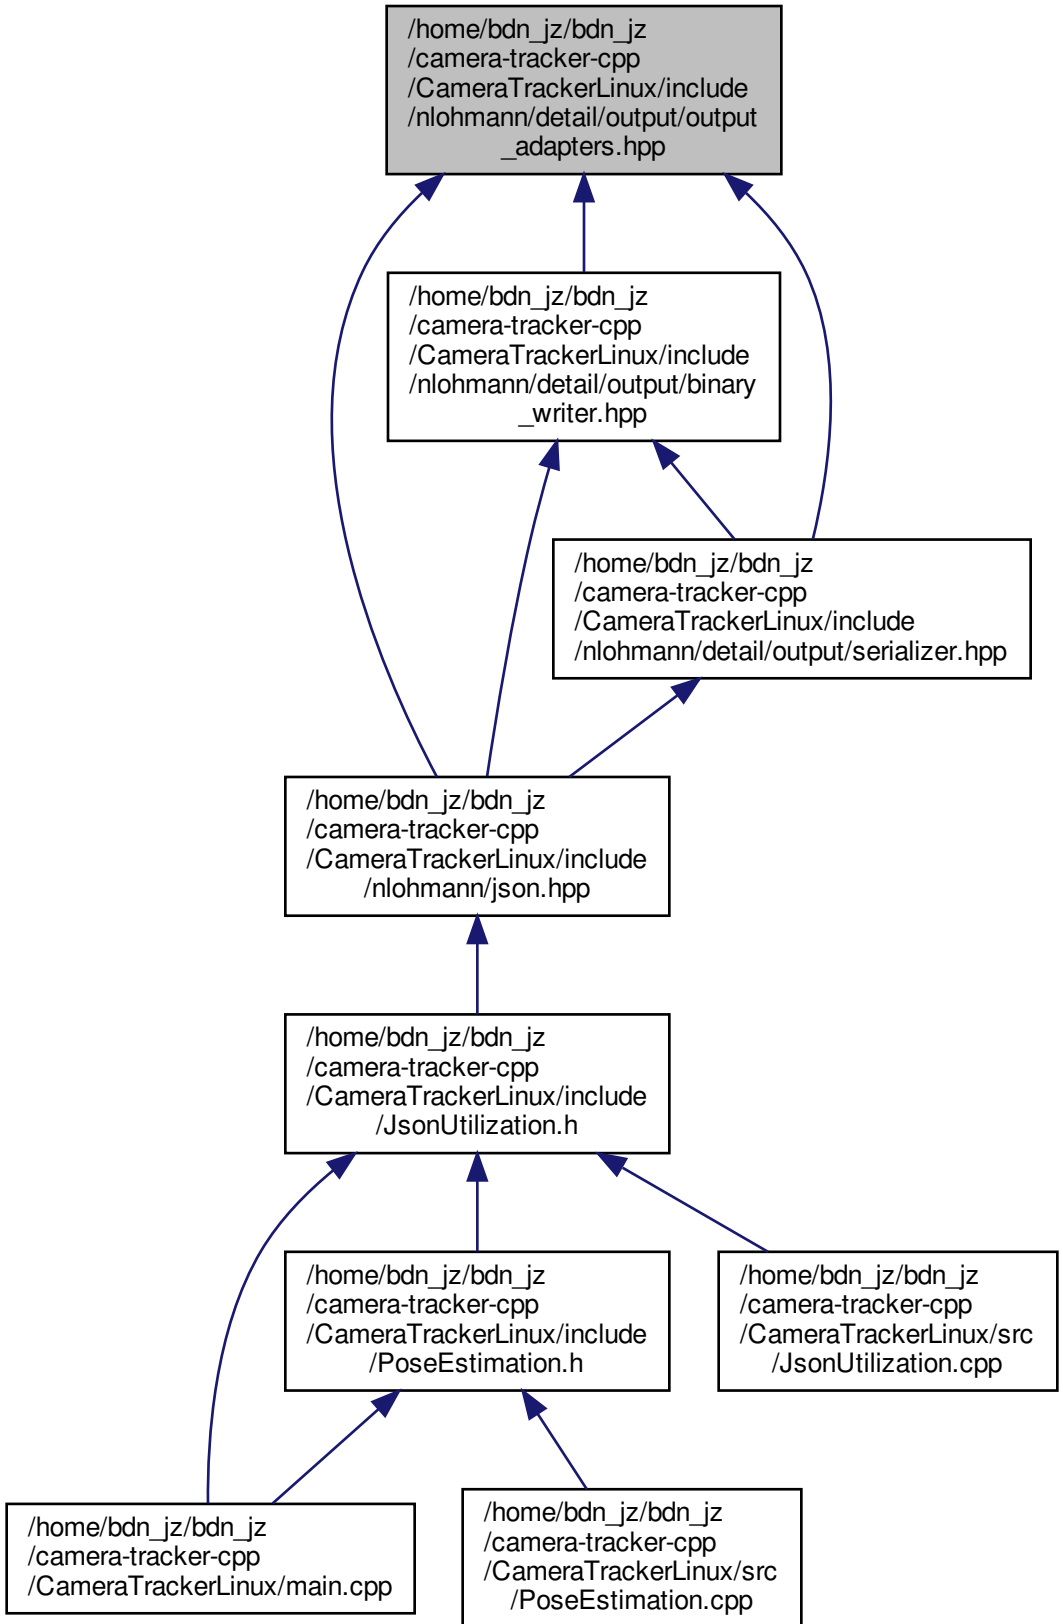 /home/bdn_jz/bdn_jz
/camera-tracker-cpp
/CameraTrackerLinux/include
/nlohmann/detail/output/output
_adapters.hpp
/home/bdn_jz/bdn_jz
/camera-tracker-cpp
/CameraTrackerLinux/include
/nlohmann/detail/output/binary
_writer.hpp
/home/bdn_jz/bdn_jz
/camera-tracker-cpp
/CameraTrackerLinux/include
/nlohmann/detail/output/serializer.hpp
/home/bdn_jz/bdn_jz
/camera-tracker-cpp
/CameraTrackerLinux/include
/nlohmann/json.hpp
/home/bdn_jz/bdn_jz
/camera-tracker-cpp
/CameraTrackerLinux/include
/JsonUtilization.h
/home/bdn_jz/bdn_jz
/camera-tracker-cpp
/CameraTrackerLinux/include
/PoseEstimation.h
/home/bdn_jz/bdn_jz
/camera-tracker-cpp
/CameraTrackerLinux/src
/JsonUtilization.cpp
/home/bdn_jz/bdn_jz
/camera-tracker-cpp
/CameraTrackerLinux/main.cpp
/home/bdn_jz/bdn_jz
/camera-tracker-cpp
/CameraTrackerLinux/src
/PoseEstimation.cpp